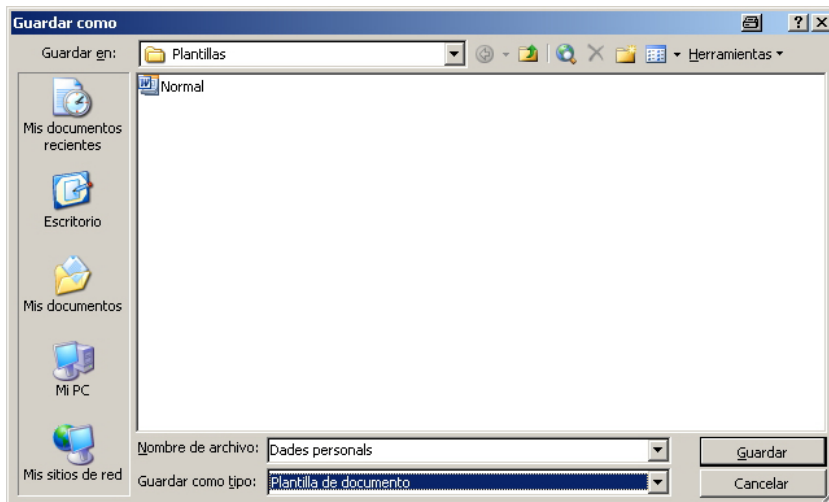 Guardar como
Guardar en:
Plantillas
Herramientas
Normal
Mis documentos
recientes
Escritorio
Mis documentos
Mi PC
Mis sitios de red
Nombre de archivo: Dades personals
Guardar
Guardar como tipo: Plantilla de documento
Cancelar